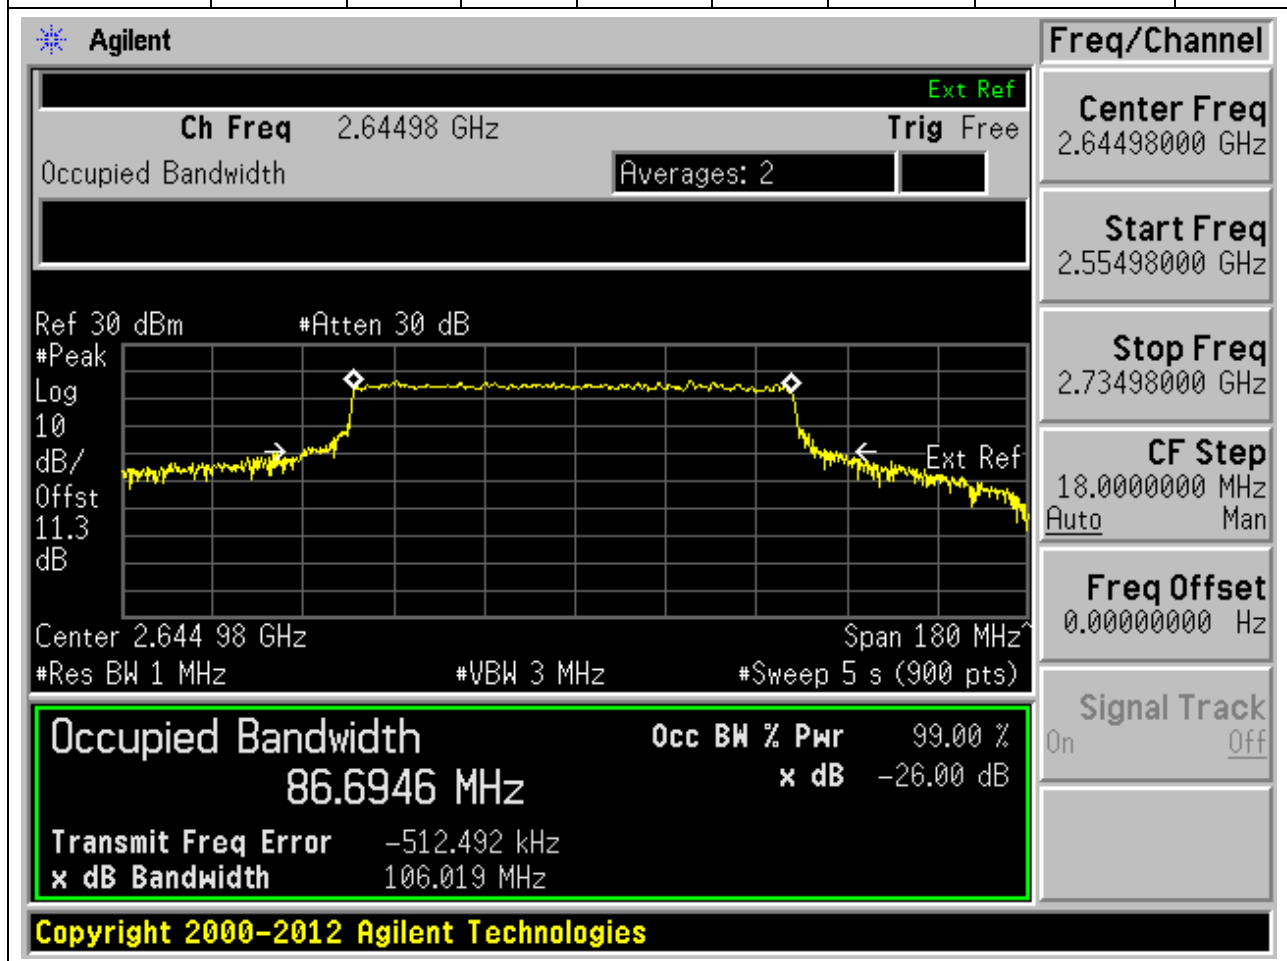 Agilent
Freq/Channel
Ext Ref
Ch Freq 2.64498 GHz Trig Free
Occupied Bandwidth Averages: 2
Center Freq
2.64498000 GHz
Start Freq
2.55498000 GHz
Stop Freq
2.73498000 GHz
CF Step
18.0000000 MHz
Auto Man
Freq Offset
0.00000000 Hz
Signal Track
On Off
Ref 30 dBm #Atten 30 dB
#Peak
Log
10
dB/
Offst
11.3
dB
Ext Ref
Center 2.644 98 GHz Span 180 MHz^
#Res BW 1 MHz #VBW 3 MHz #Sweep 5 s (900 pts)
Occupied Bandwidth Occ BW % Pwr 99.00 %
86.6946 MHz x dB -26.00 dB
Transmit Freq Error -512.492 kHz
x dB Bandwidth 106.019 MHz
Copyright 2000-2012 Agilent Technologies